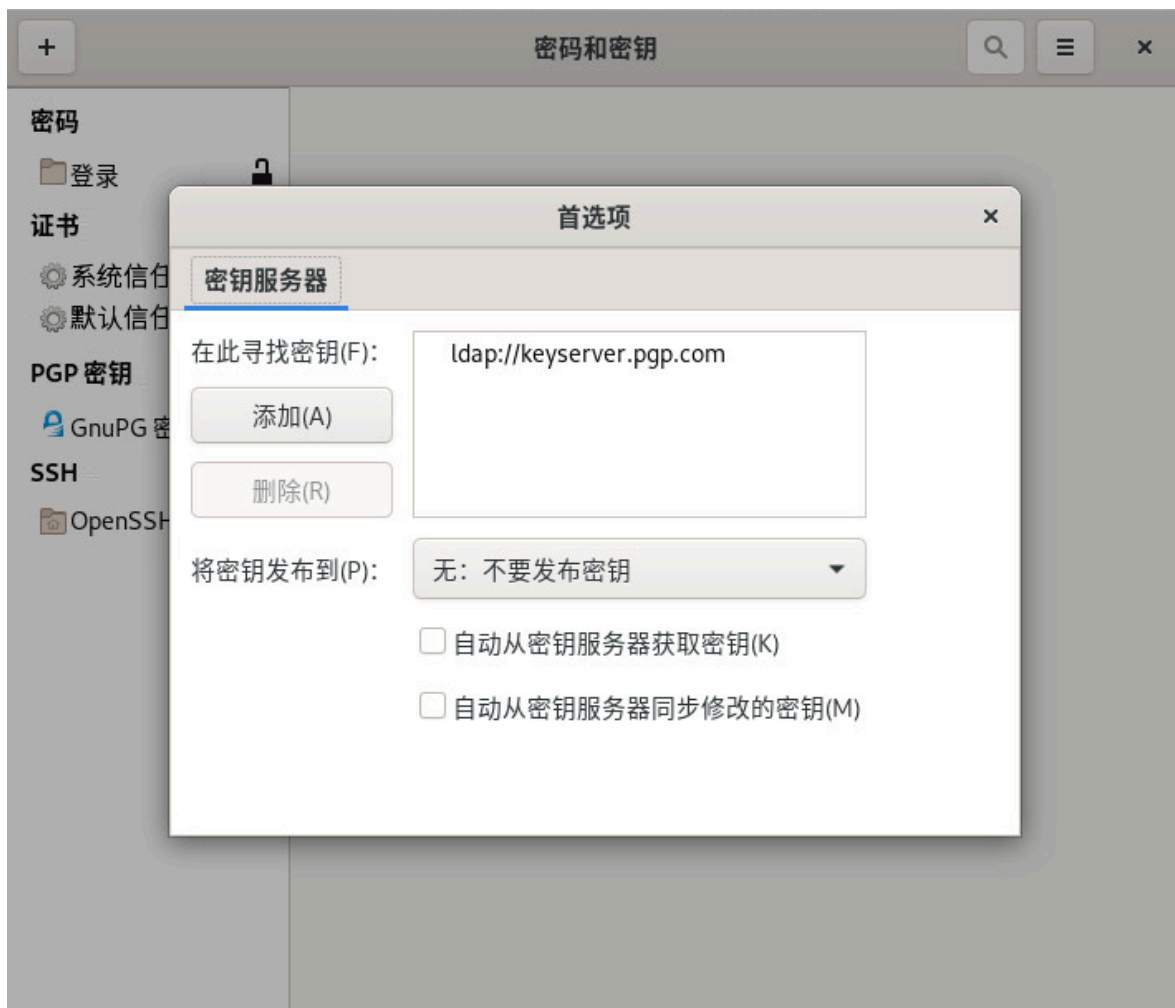 密码和密钥
密码
登录
证书
系统信任
默认信任
PGP 密钥
GnuPG 密
SSH
OpenSSH
首选项
密钥服务器
在此寻找密钥(F)：
ldap://keyserver.pgp.com
添加(A)
删除(R)
将密钥发布到(P)：
无：不要发布密钥
自动从密钥服务器获取密钥(K)
自动从密钥服务器同步修改的密钥(M)